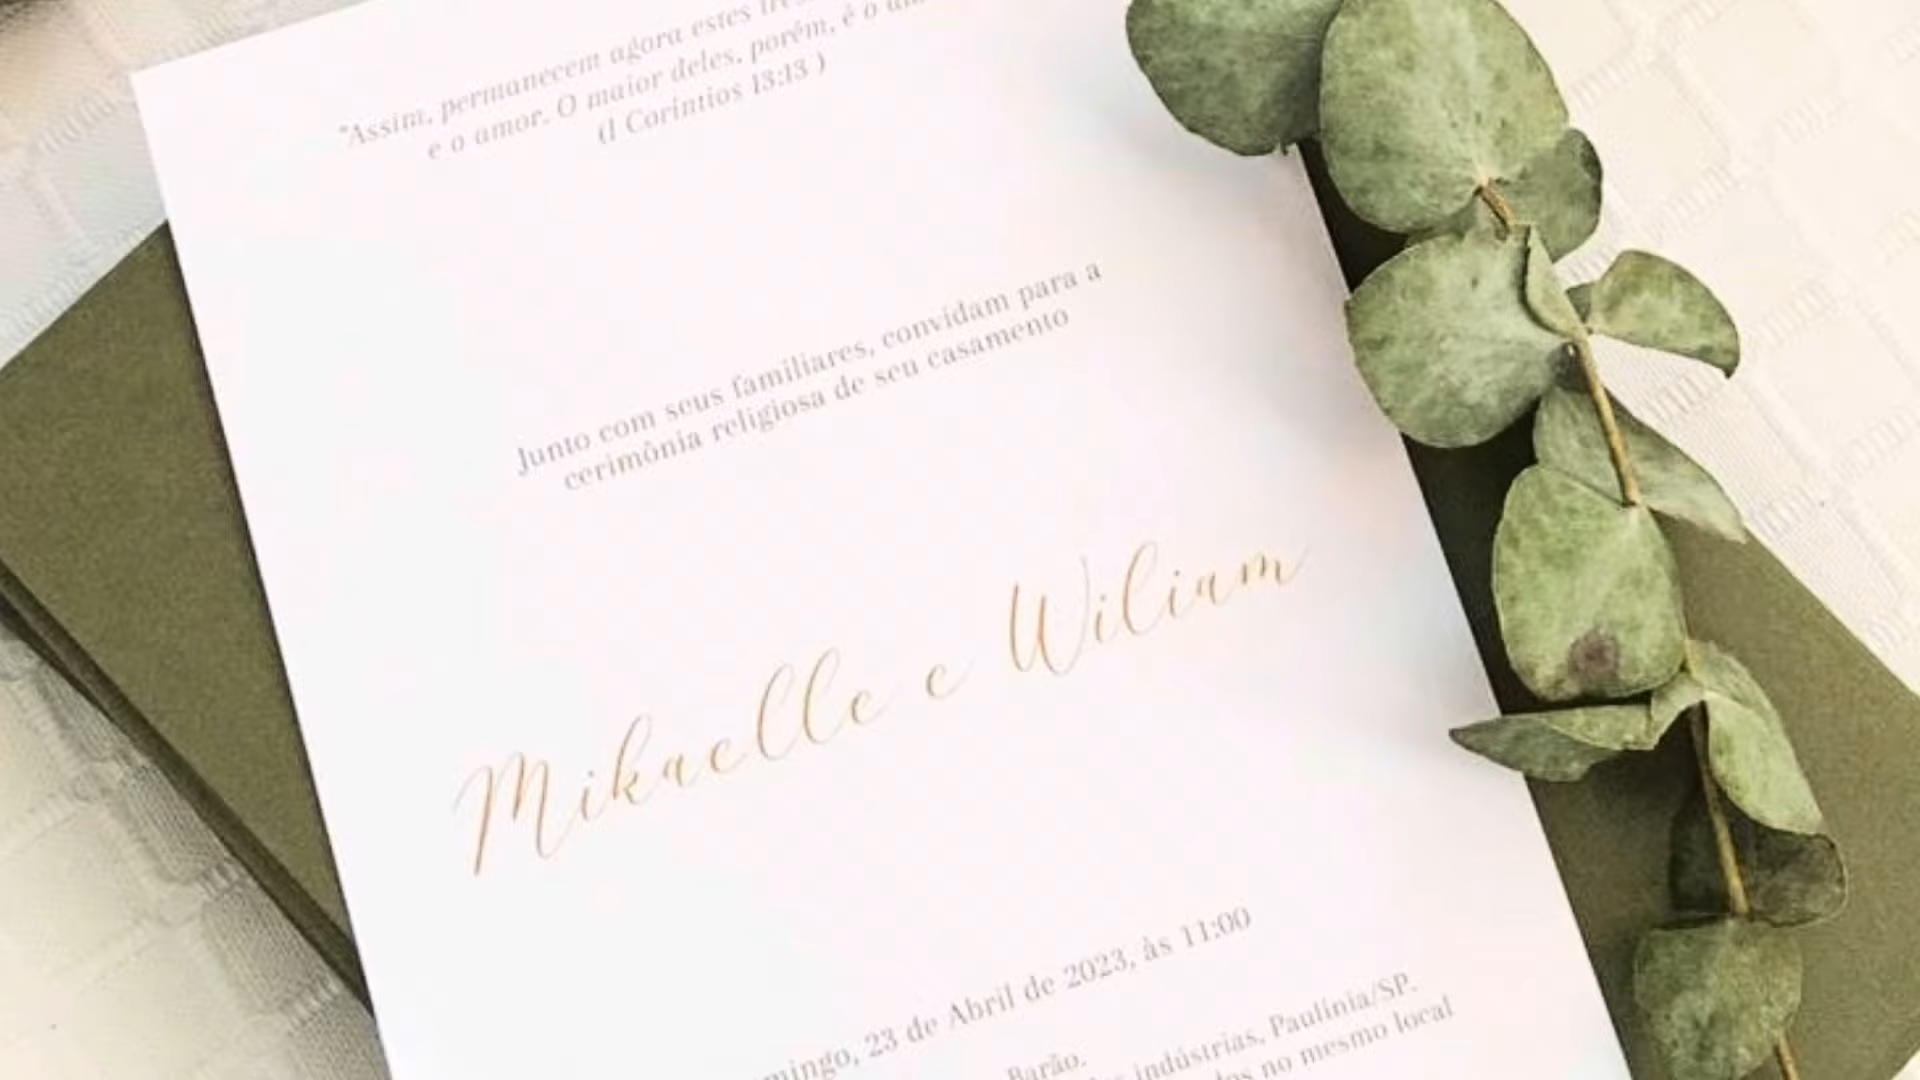 "Assim, permanecem agora estes
e o amor. O maior deles, porém, é o
(I Coríntios 13:13 )
Junto com seus familiares, convidam para a
cerimônia religiosa de seu casamento
Mikaelle e Wiliam
mingo, 23 de Abril de 2023, às 11:00
Barão.
indústrias, Paulínia/SP.
no mesmo local